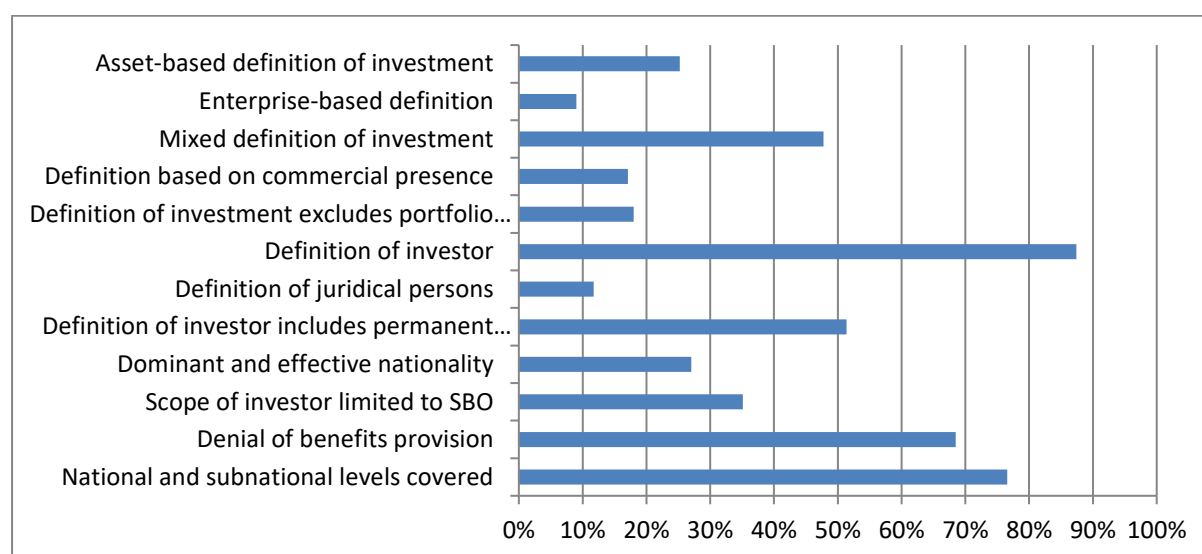 Asset-based definition of investment
Enterprise-based definition
Mixed definition of investment
Definition based on commercial presence
Definition of investment excludes portfolio…
Definition of investor
Definition of juridical persons
Definition of investor includes permanent…
Dominant and effective nationality
Scope of investor limited to SBO
Denial of benefits provision
National and subnational levels covered
0% 10% 20% 30% 40% 50% 60% 70% 80% 90% 100%